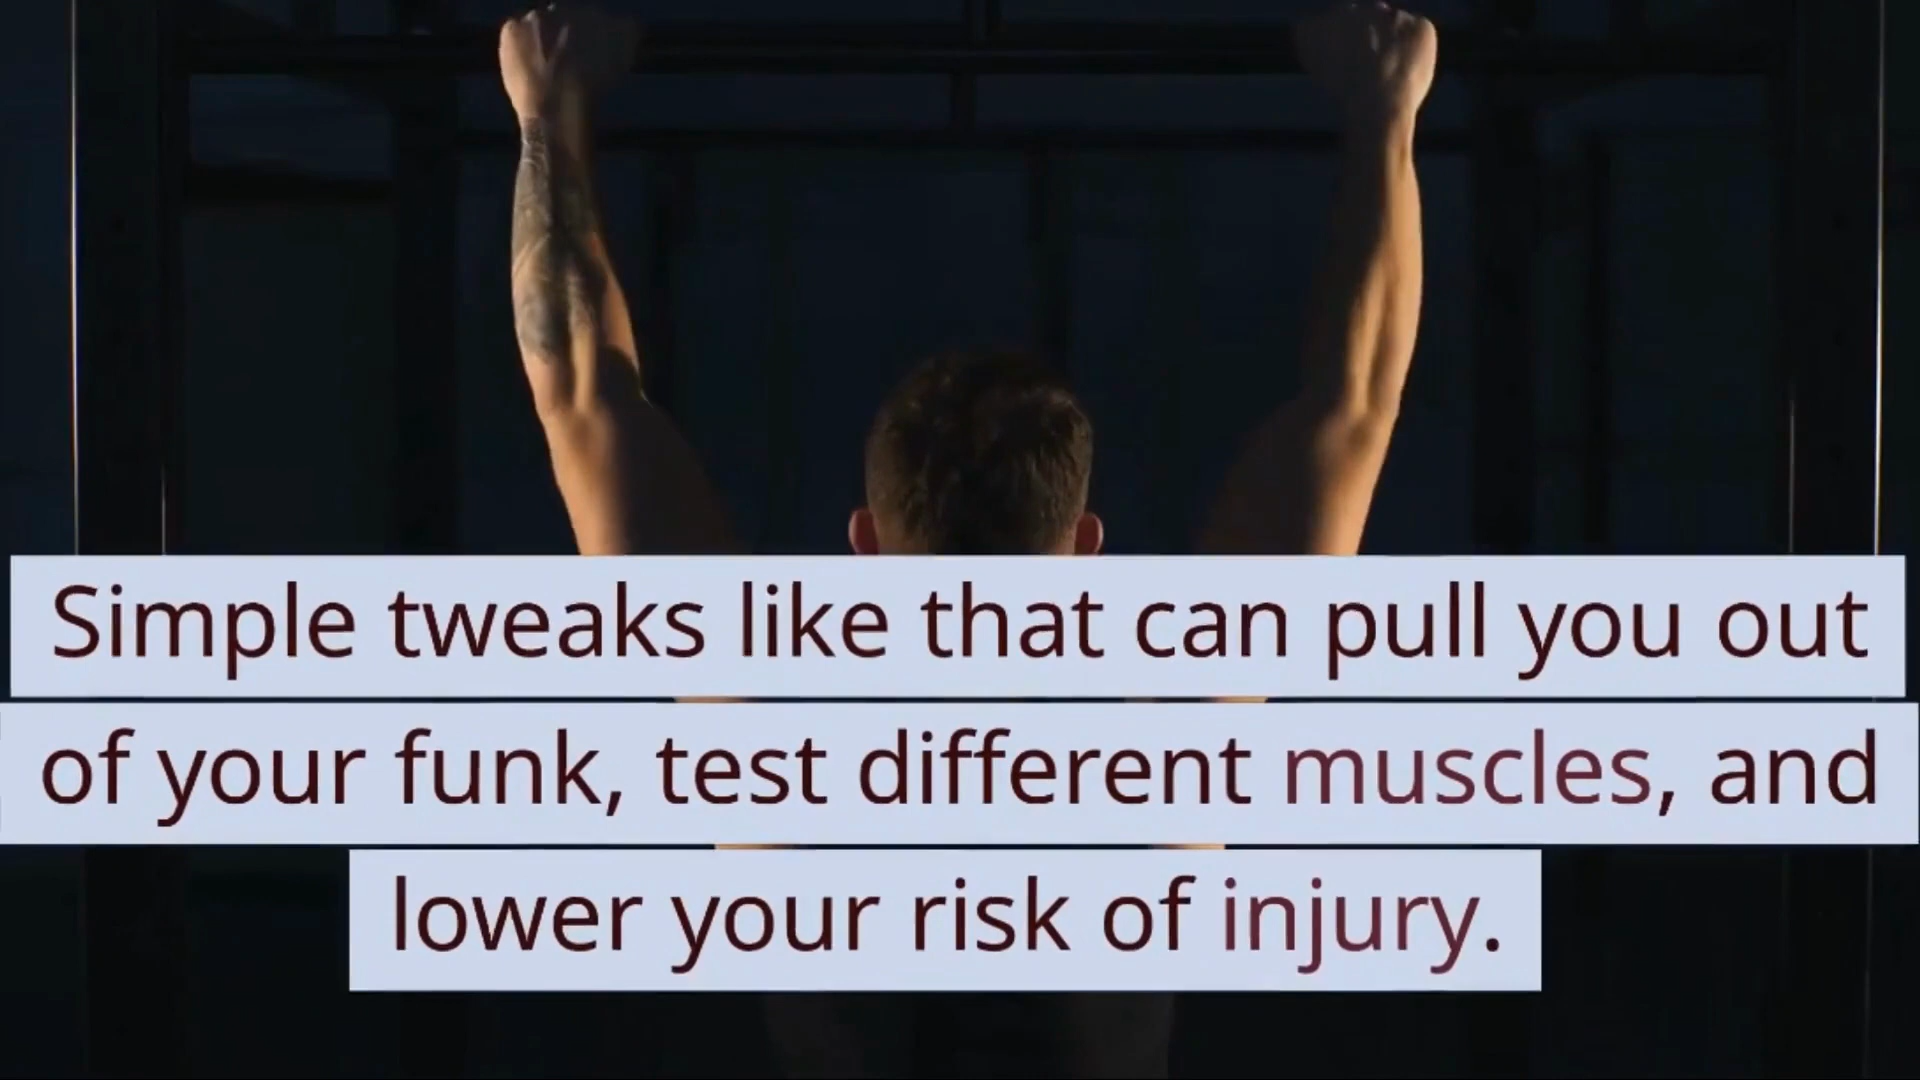 Simple tweaks like that can pull you out
of your funk, test different muscles, and
lower your risk of injury.